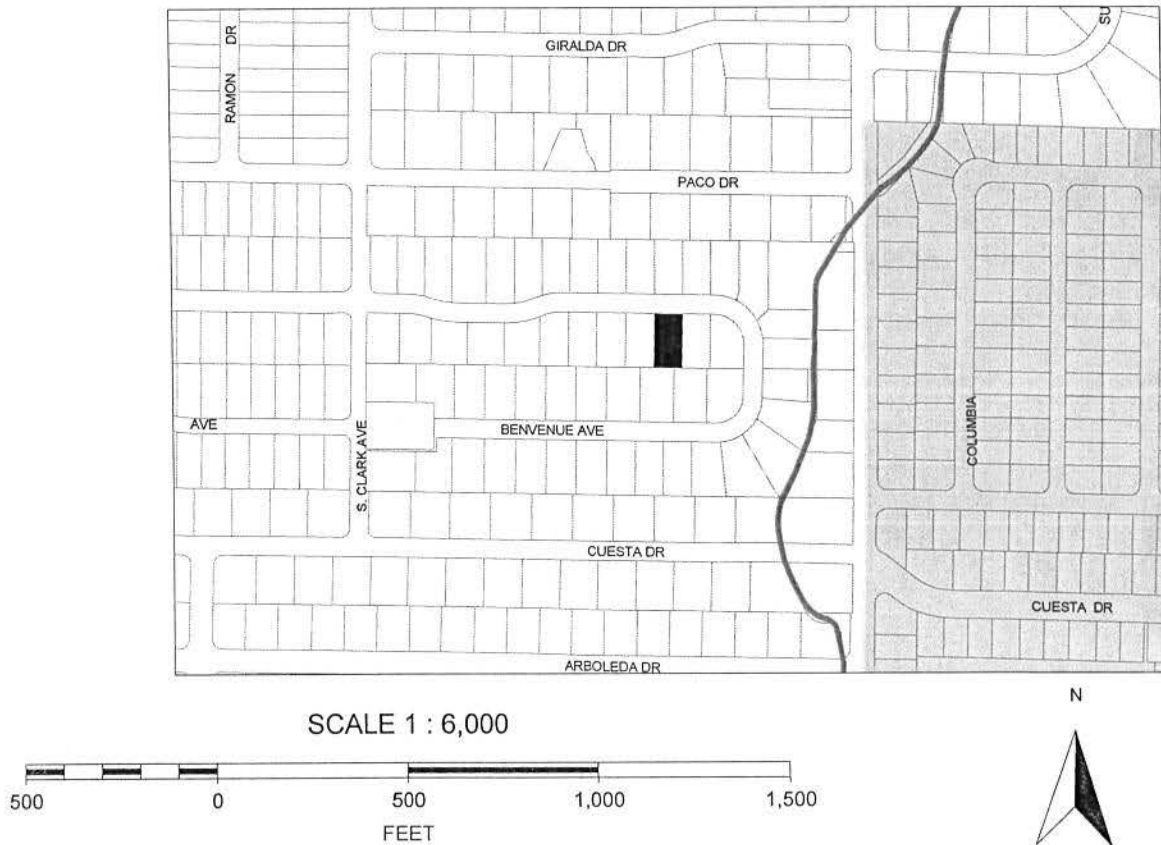 SU
RAMON DR
GIRALDA DR
PACO DR
AVE
S. CLARK AVE
BENVENUE AVE
COLUMBIA
CUESTA DR
CUESTA DR
ARBOLEDA DR
SCALE 1 : 6,000
N
500 0 500 1,000 1,500
FEET